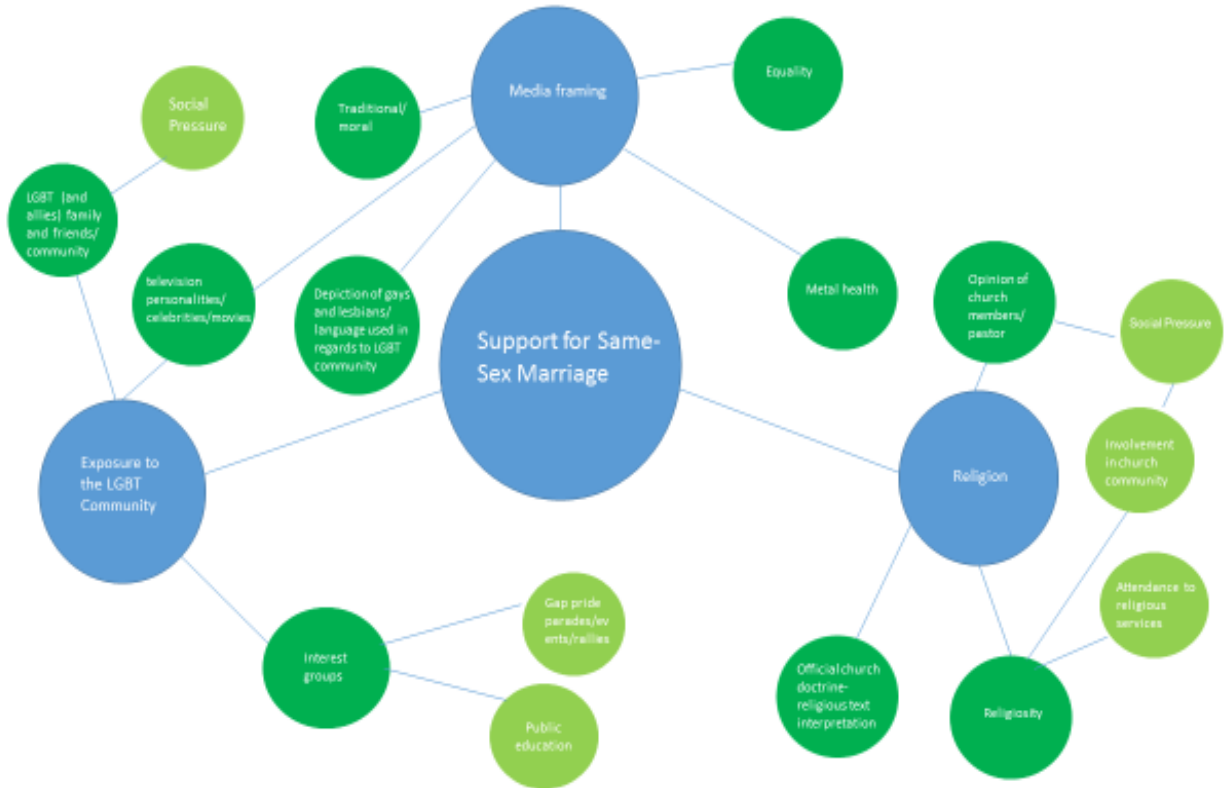 Media framing
Equality
Traditional/
moral
Social
Pressure
LGBT (and
allies) family
and friends/
community
television
personalities/
celebrities/movies
Depiction of gays
and lesbians/
language used in
regards to LGBT
community
Metal health
Opinion of
church
members/
pastor
Social Pressure
Support for Same-
Sex Marriage
Involvement
in church
community
Religion
Exposure to
the LGBT
Community
Attendance to
religious
services
Gap pride
parades/ev
ents/rallies
Interest
groups
Official church
doctrine-
religious text
interpretation
Religiosity
Public
education